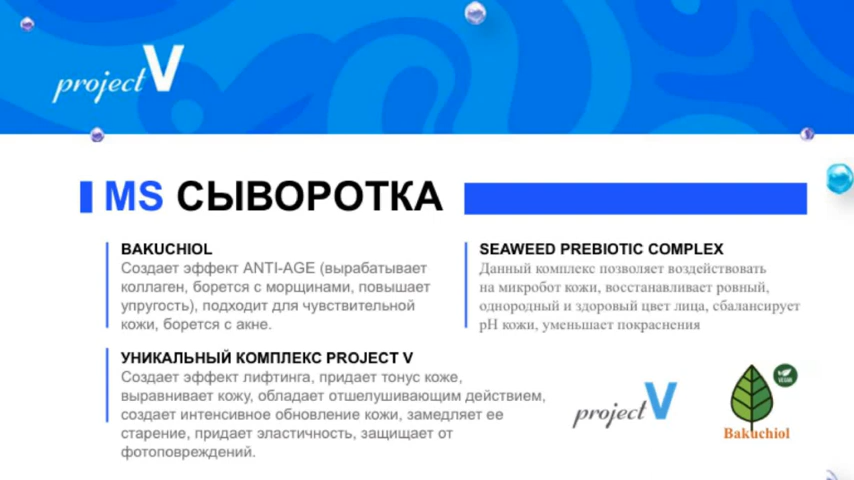 project V
MS СЫВОРОТКА
BAKUCHIOL
Создает эффект ANTI-AGE (вырабатывает
коллаген, борется с морщинами, повышает
упругость), подходит для чувствительной
кожи, борется с акне.
SEAWEED PREBIOTIC COMPLEX
Данный комплекс позволяет воздействовать
на микробот кожи, восстанавливает ровный,
однородный и здоровый цвет лица, сбалансирует
pH кожи, уменьшает покраснения
УНИКАЛЬНЫЙ КОМПЛЕКС PROJECT V
Создает эффект лифтинга, придает тонус коже,
выравнивает кожу, обладает отшелушивающим действием,
создает интенсивное обновление кожи, замедляет ее
старение, придает эластичность, защищает от
фотоповреждений.
project V
VEGAN
Bakuchiol